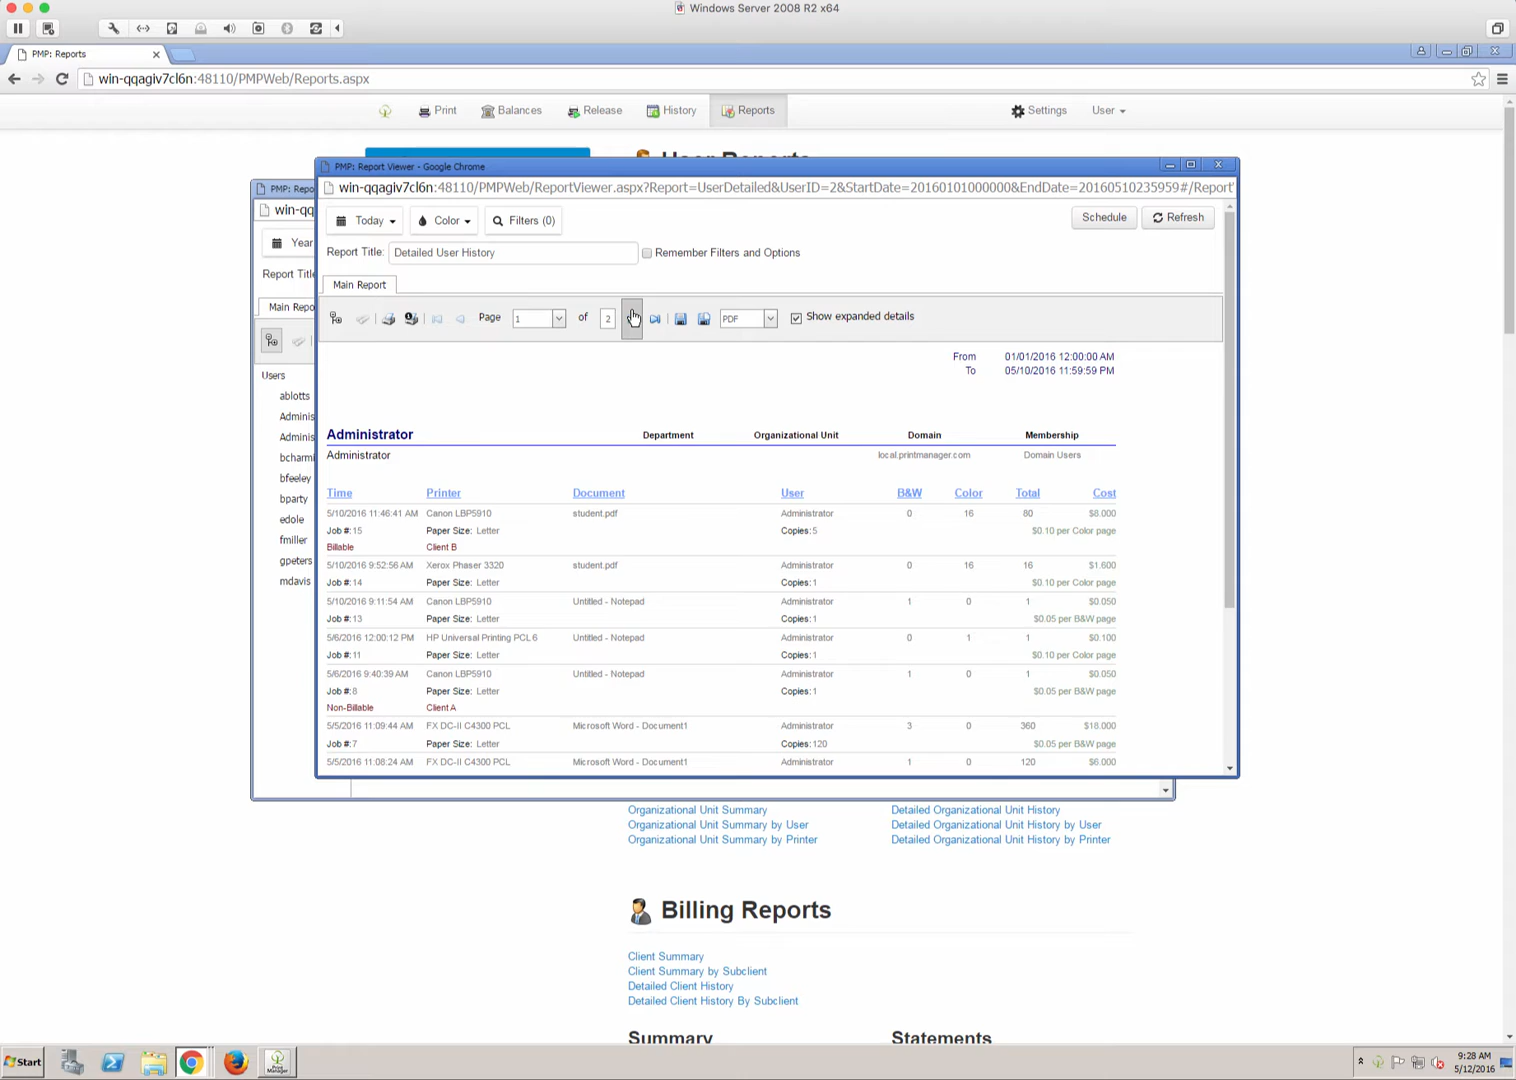 Windows Server 2008 R2 x64
PMP: Reports
win-qqagiv7cl6n:48110/PMPWeb/Reports.aspx
Print
Balances
Release
History
Reports
Settings
User
PMP: Report Viewer - Google Chrome
win-qqagiv7cl6n:48110/PMPWeb/ReportViewer.aspx?Report=UserDetailed&UserID=2&StartDate=20160101000000&EndDate=20160510235959#/Report
PMP: Repo
win-qq
Year
Report Title
Main Repo
Users
ablotts
Adminis
Adminis
bcharm
bfeeley
bparty
edole
fmiller
gpeters
mdavis
Today
Color
Filters (0)
Schedule
Refresh
Report Title:
Detailed User History
Remember Filters and Options
Main Report
Page 1 of 2
PDF
Show expanded details
From 01/01/2016 12:00:00 AM
To 05/10/2016 11:59:59 PM
Administrator Department Organizational Unit Domain Membership
Administrator local.printmanager.com Domain Users
Time Printer Document User B&W Color Total Cost
5/10/2016 11:46:41 AM Canon LBP5910 student.pdf Administrator 0 16 80 $8.000
Job #: 15 Paper Size: Letter Copies: 5 $0.10 per Color page
Billable Client B
5/10/2016 9:52:56 AM Xerox Phaser 3320 student.pdf Administrator 0 16 16 $1.600
Job #: 14 Paper Size: Letter Copies: 1 $0.10 per Color page
5/10/2016 9:11:54 AM Canon LBP5910 Untitled - Notepad Administrator 1 0 1 $0.050
Job #: 13 Paper Size: Letter Copies: 1 $0.05 per B&W page
5/6/2016 12:00:12 PM HP Universal Printing PCL 6 Untitled - Notepad Administrator 0 1 1 $0.100
Job #: 11 Paper Size: Letter Copies: 1 $0.10 per Color page
5/6/2016 9:40:39 AM Canon LBP5910 Untitled - Notepad Administrator 1 0 1 $0.050
Job #: 8 Paper Size: Letter Copies: 1 $0.05 per B&W page
Non-Billable Client A
5/5/2016 11:09:44 AM FX DC-II C4300 PCL Microsoft Word - Document1 Administrator 3 0 360 $18.000
Job #: 7 Paper Size: Letter Copies: 120 $0.05 per B&W page
5/5/2016 11:08:24 AM FX DC-II C4300 PCL Microsoft Word - Document1 Administrator 1 0 120 $6.000
Organizational Unit Summary
Organizational Unit Summary by User
Organizational Unit Summary by Printer
Detailed Organizational Unit History
Detailed Organizational Unit History by User
Detailed Organizational Unit History by Printer
Billing Reports
Client Summary
Client Summary by Subclient
Detailed Client History
Detailed Client History By Subclient
Summary
Statements
Start
9:28 AM
5/12/2016